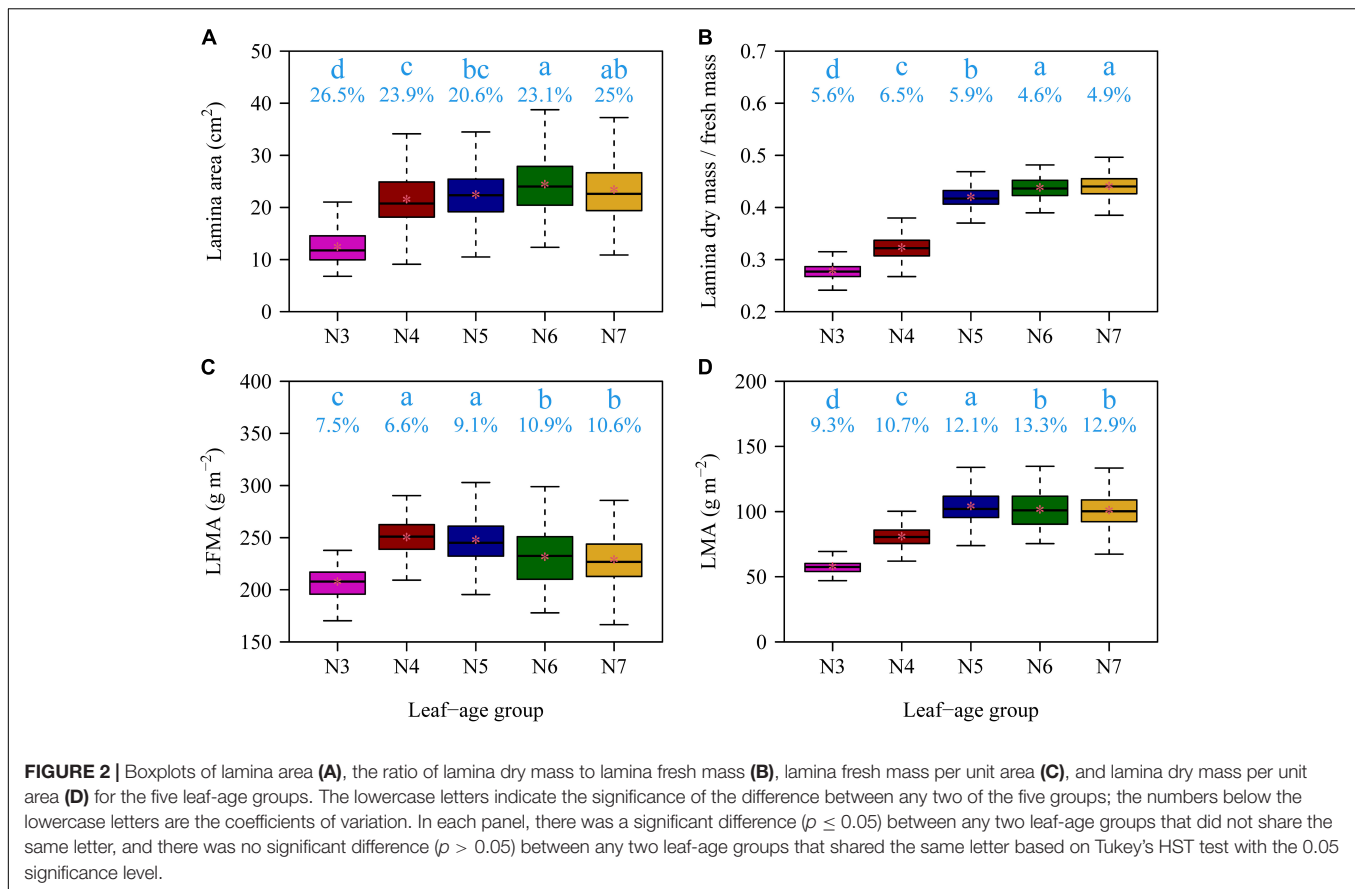 A
Lamina area (cm²)
50
40
30
20
10
0
d c bc a ab
26.5% 23.9% 20.6% 23.1% 25%
N3 N4 N5 N6 N7
B
Lamina dry mass / fresh mass
0.7
0.6
0.5
0.4
0.3
0.2
d c b a a
5.6% 6.5% 5.9% 4.6% 4.9%
N3 N4 N5 N6 N7
C
LFMA (g m⁻²)
400
350
300
250
200
150
c a a b b
7.5% 6.6% 9.1% 10.9% 10.6%
N3 N4 N5 N6 N7
Leaf−age group
D
LMA (g m⁻²)
200
150
100
50
0
d c a b b
9.3% 10.7% 12.1% 13.3% 12.9%
N3 N4 N5 N6 N7
Leaf−age group
FIGURE 2 | Boxplots of lamina area (A), the ratio of lamina dry mass to lamina fresh mass (B), lamina fresh mass per unit area (C), and lamina dry mass per unit
area (D) for the five leaf-age groups. The lowercase letters indicate the significance of the difference between any two of the five groups; the numbers below the
lowercase letters are the coefficients of variation. In each panel, there was a significant difference (p ≤ 0.05) between any two leaf-age groups that did not share the
same letter, and there was no significant difference (p > 0.05) between any two leaf-age groups that shared the same letter based on Tukey's HST test with the 0.05
significance level.